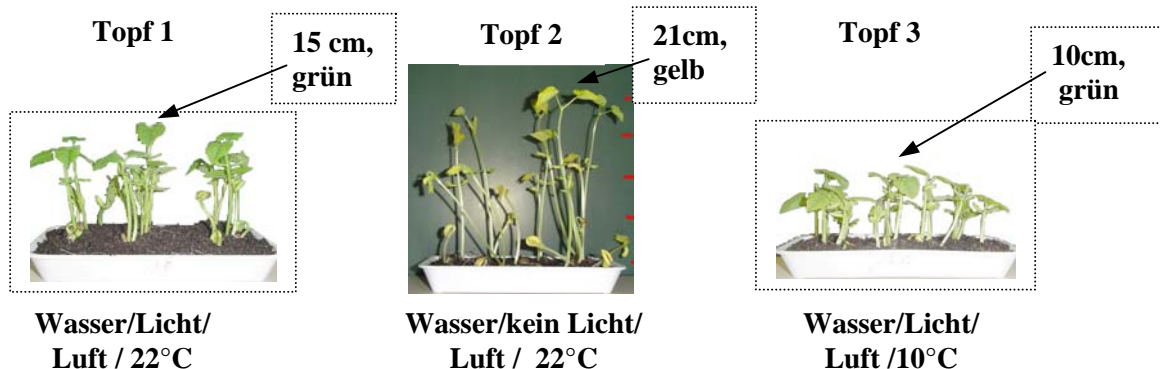 Topf 1
15 cm,
grün
Topf 2
21cm,
gelb
Topf 3
10cm,
grün
Wasser/Licht/
Luft / 22°C
Wasser/kein Licht/
Luft / 22°C
Wasser/Licht/
Luft /10°C